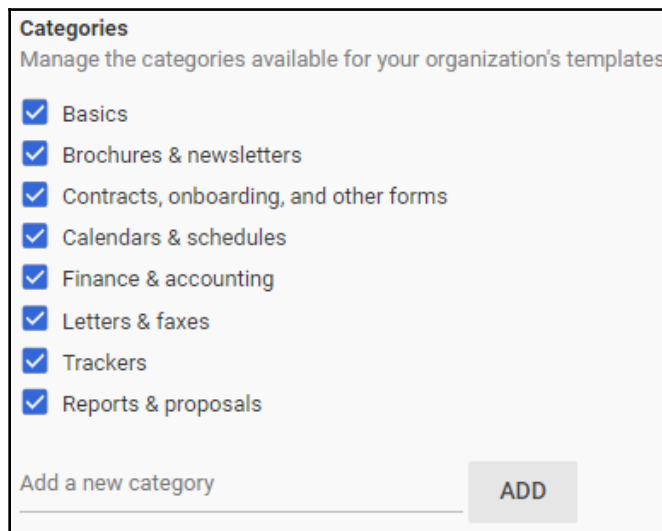 Categories
Manage the categories available for your organization's templates
Basics
Brochures & newsletters
Contracts, onboarding, and other forms
Calendars & schedules
Finance & accounting
Letters & faxes
Trackers
Reports & proposals
Add a new category
ADD